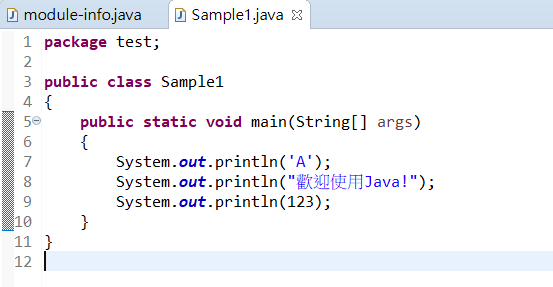 module-info.java
Sample1.java
1 package test;
2
3 public class Sample1
4 {
5 public static void main(String[] args)
6 {
7 System.out.println('A');
8 System.out.println("歡迎使用Java!");
9 System.out.println(123);
10 }
11 }
12